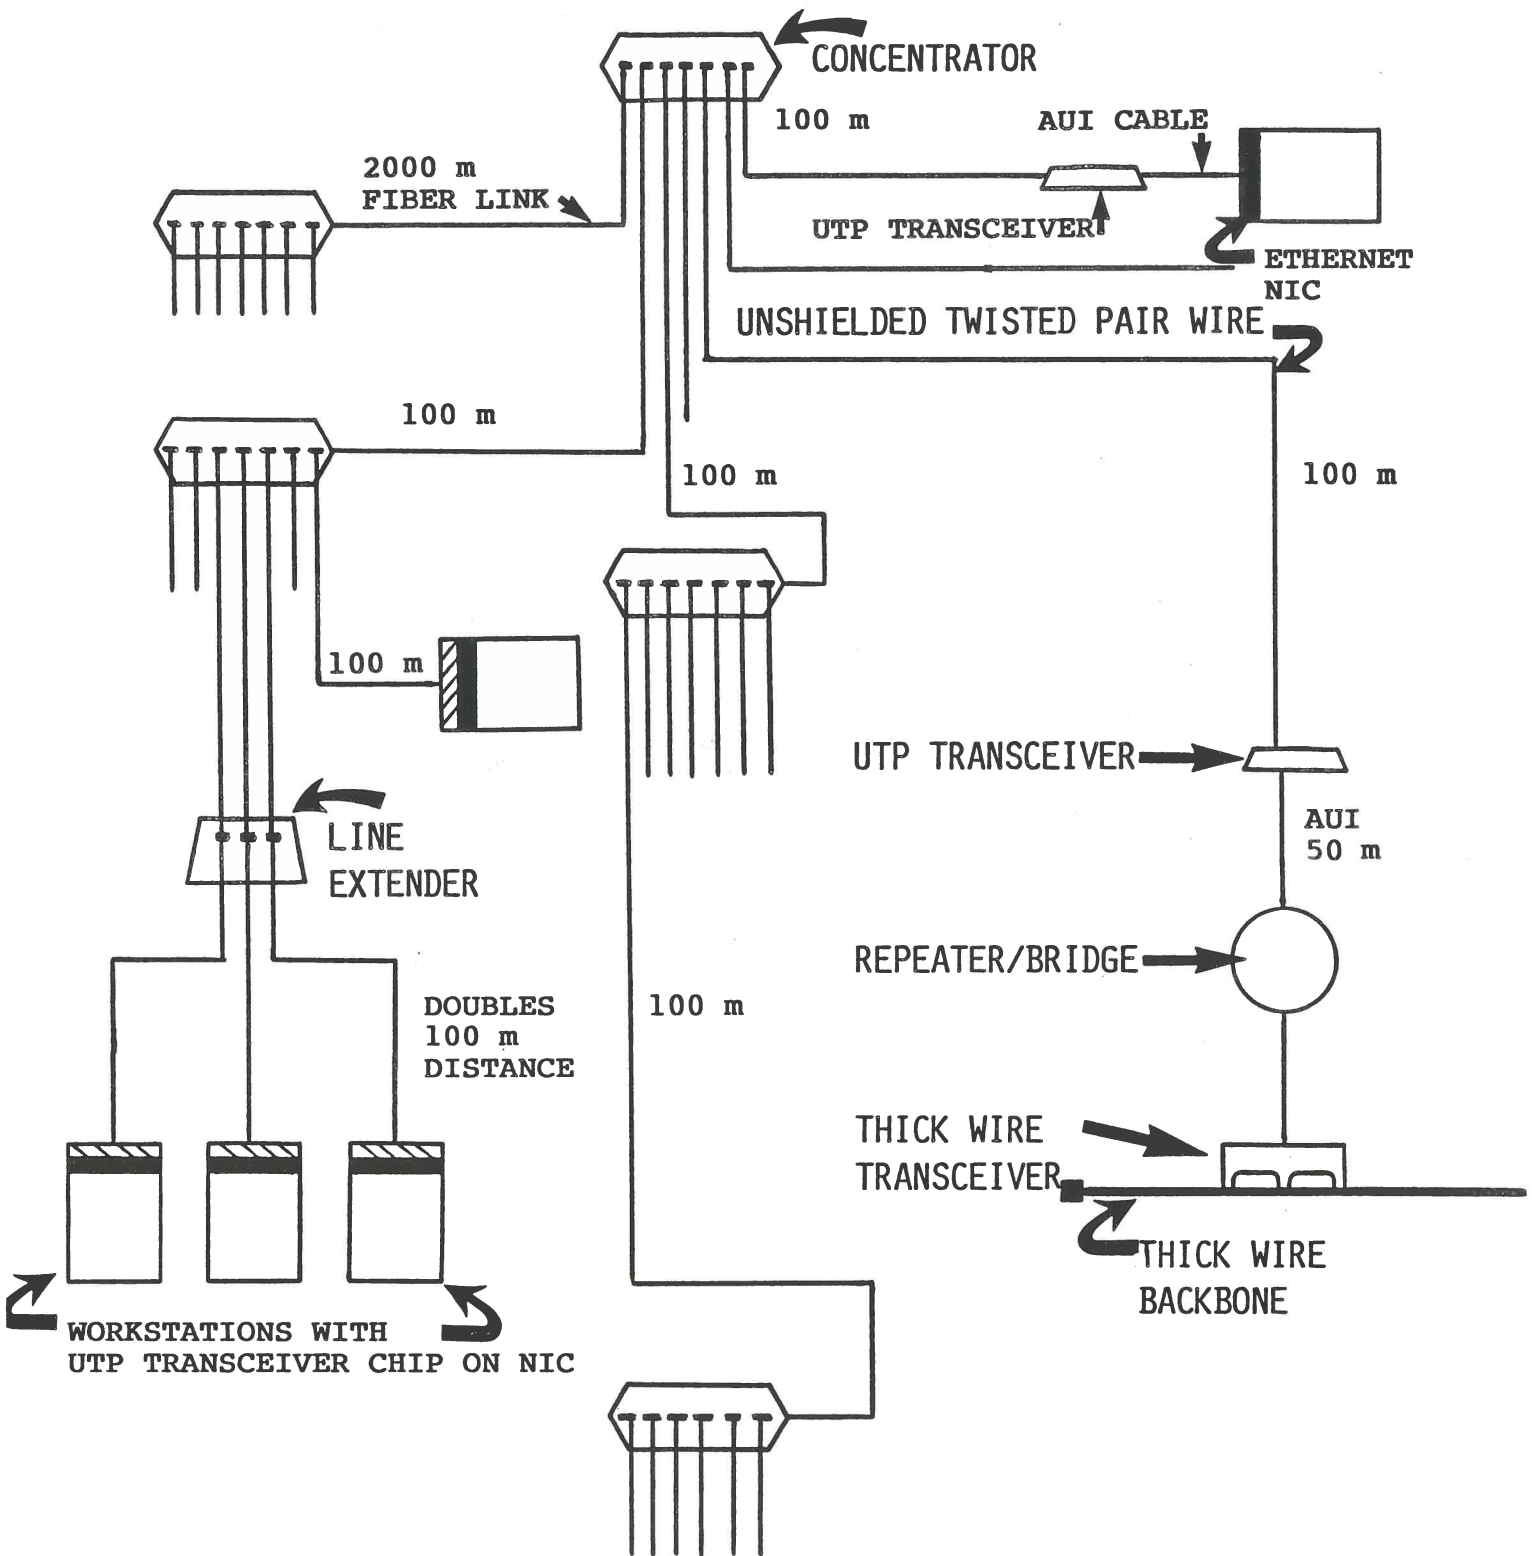 CONCENTRATOR
100 m
AUI CABLE
2000 m
FIBER LINK
UTP TRANSCEIVER
ETHERNET
NIC
UNSHIELDED TWISTED PAIR WIRE
100 m
100 m
100 m
100 m
UTP TRANSCEIVER
LINE
EXTENDER
AUI
50 m
REPEATER/BRIDGE
DOUBLES
100 m
DISTANCE
100 m
THICK WIRE
TRANSCEIVER
THICK WIRE
BACKBONE
WORKSTATIONS WITH
UTP TRANSCEIVER CHIP ON NIC